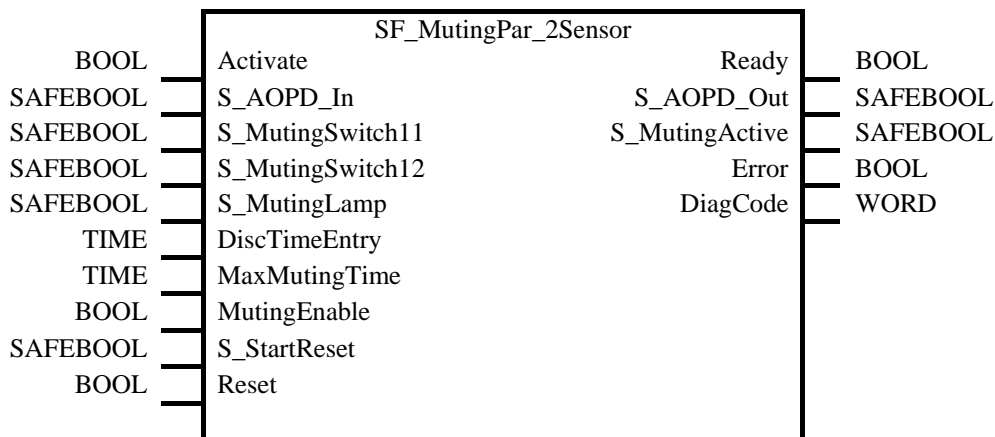 SF_MutingPar_2Sensor
BOOL Activate Ready BOOL
SAFEBOOL S_AOPD_In S_AOPD_Out SAFEBOOL
SAFEBOOL S_MutingSwitch11 S_MutingActive SAFEBOOL
SAFEBOOL S_MutingSwitch12 Error BOOL
SAFEBOOL S_MutingLamp DiagCode WORD
TIME DiscTimeEntry
TIME MaxMutingTime
BOOL MutingEnable
SAFEBOOL S_StartReset
BOOL Reset